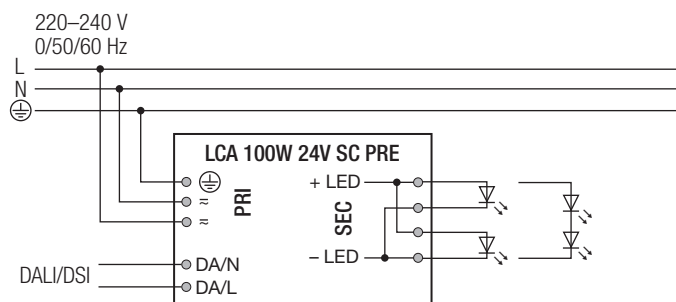 220–240 V
0/50/60 Hz
L
N
LCA 100W 24V SC PRE
PRI
≂
≂
+ LED
SEC
– LED
DALI/DSI
DA/N
DA/L